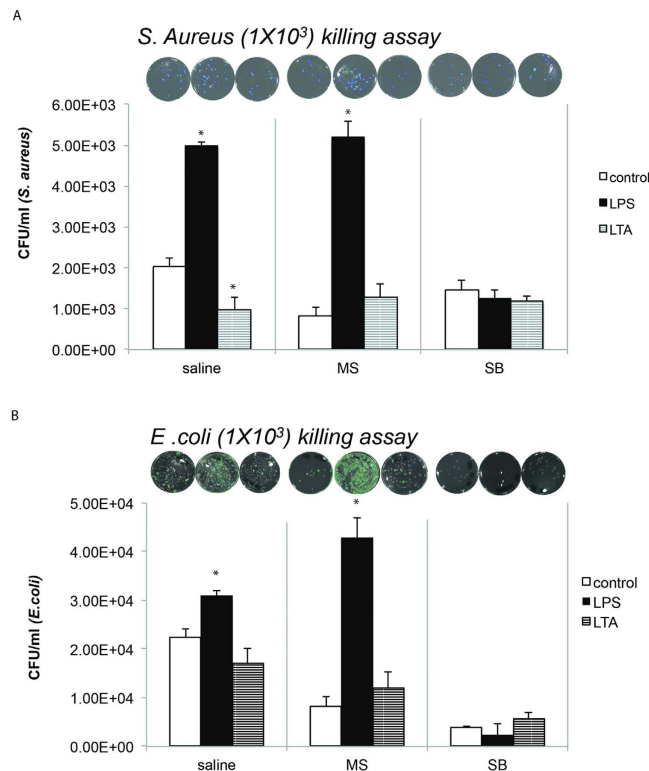 A
S. Aureus (1X10³) killing assay
6.00E+03
5.00E+03
4.00E+03
3.00E+03
2.00E+03
1.00E+03
0.00E+00
CFU/ml (S. aureus)
*
*
*
control
LPS
LTA
saline
MS
SB
B
E .coli (1X10³) killing assay
5.00E+04
4.00E+04
3.00E+04
2.00E+04
1.00E+04
0.00E+00
CFU/ml (E.coli)
*
*
control
LPS
LTA
saline
MS
SB